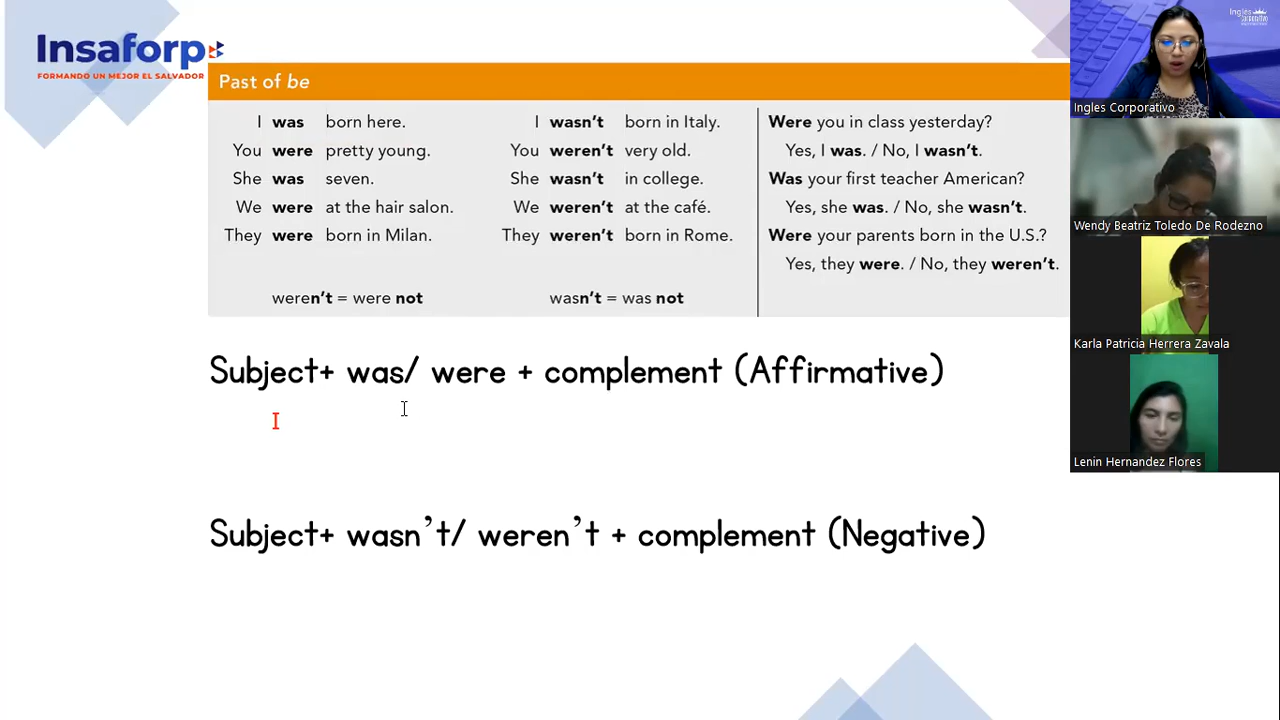 Insaforp
FORMANDO UN MEJOR EL SALVADOR
Past of be
I was born here.
You were pretty young.
She was seven.
We were at the hair salon.
They were born in Milan.
weren't = were not
I wasn't born in Italy.
You weren't very old.
She wasn't in college.
We weren't at the café.
They weren't born in Rome.
wasn't = was not
Were you in class yesterday?
Yes, I was. / No, I wasn't.
Was your first teacher American?
Yes, she was. / No, she wasn't.
Were your parents born in the U.S.?
Yes, they were. / No, they weren't.
Subject+ was/ were + complement (Affirmative)
I
Subject+ wasn't/ weren't + complement (Negative)
Ingles Corporativo
Wendy Beatriz Toledo De Rodezno
Karla Patricia Herrera Zavala
Lenin Hernandez Flores